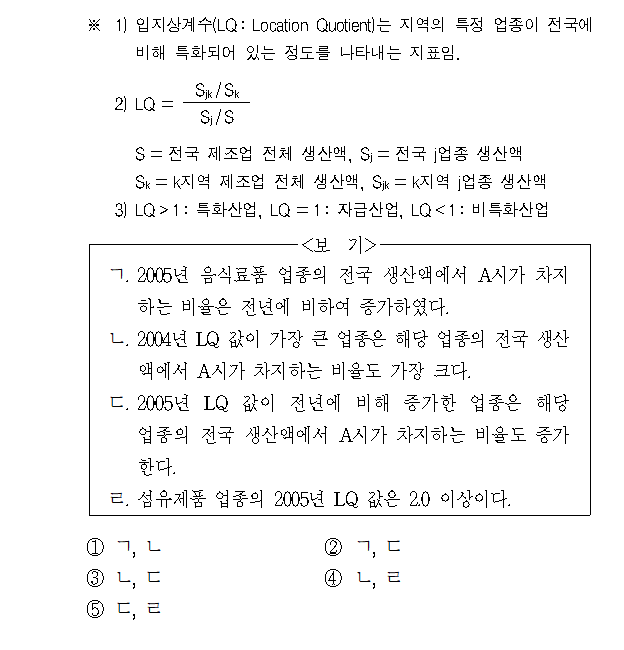 ※ 1) 입지상계수(LQ : Location Quotient)는 지역의 특정 업종이 전국에
비해 특화되어 있는 정도를 나타내는 지표임.
2) LQ = (Sjk/Sk) / (Sj/S)
S = 전국 제조업 전체 생산액, Sj = 전국 j업종 생산액
Sk = k지역 제조업 전체 생산액, Sjk = k지역 j업종 생산액
3) LQ > 1 : 특화산업, LQ = 1 : 자급산업, LQ < 1 : 비특화산업
<보 기>
ㄱ. 2005년 음식료품 업종의 전국 생산액에서 A시가 차지
하는 비율은 전년에 비하여 증가하였다.
ㄴ. 2004년 LQ 값이 가장 큰 업종은 해당 업종의 전국 생산
액에서 A시가 차지하는 비율도 가장 크다.
ㄷ. 2005년 LQ 값이 전년에 비해 증가한 업종은 해당
업종의 전국 생산액에서 A시가 차지하는 비율도 증가
한다.
ㄹ. 섬유제품 업종의 2005년 LQ 값은 2.0 이상이다.
① ㄱ, ㄴ ② ㄱ, ㄷ
③ ㄴ, ㄷ ④ ㄴ, ㄹ
⑤ ㄷ, ㄹ